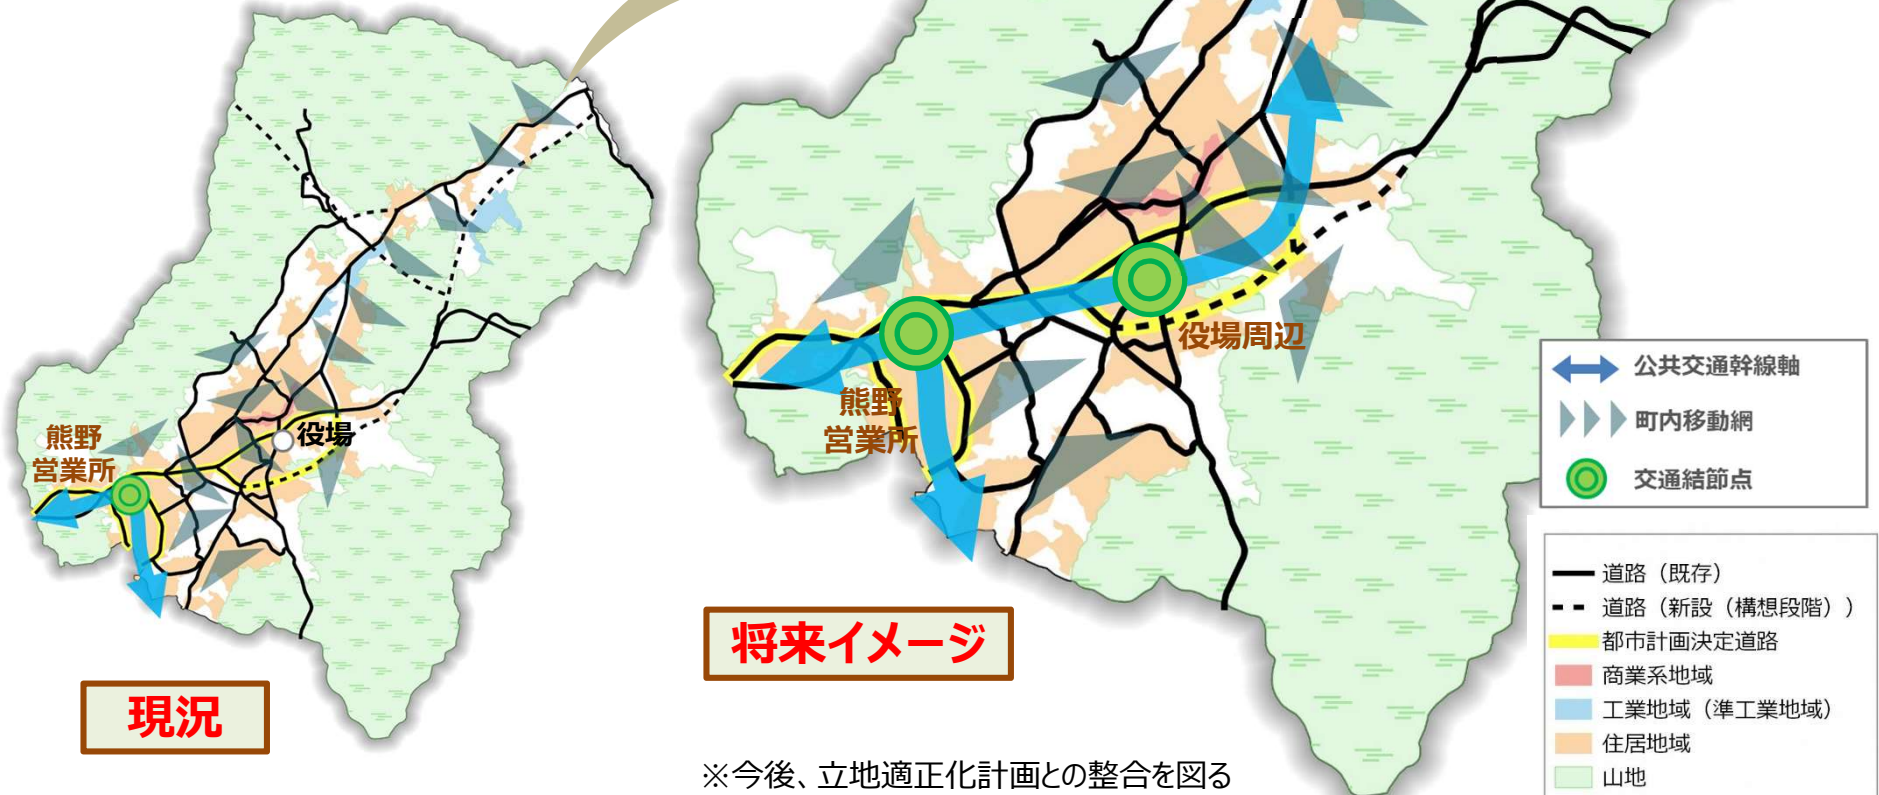 熊野
営業所
役場
現況
役場周辺
熊野
営業所
将来イメージ
※今後、立地適正化計画との整合を図る
公共交通幹線軸
町内移動網
交通結節点
道路（既存）
道路（新設（構想段階））
都市計画決定道路
商業系地域
工業地域（準工業地域）
住居地域
山地